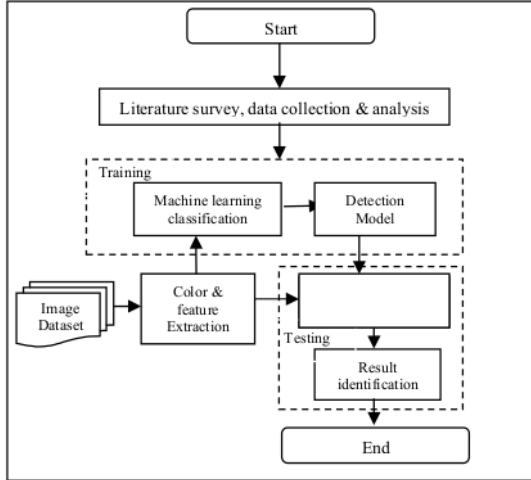 Start
Literature survey, data collection & analysis
Training
Machine learning
classification
Detection
Model
Image
Dataset
Color &
feature
Extraction
Testing
Result
identification
End